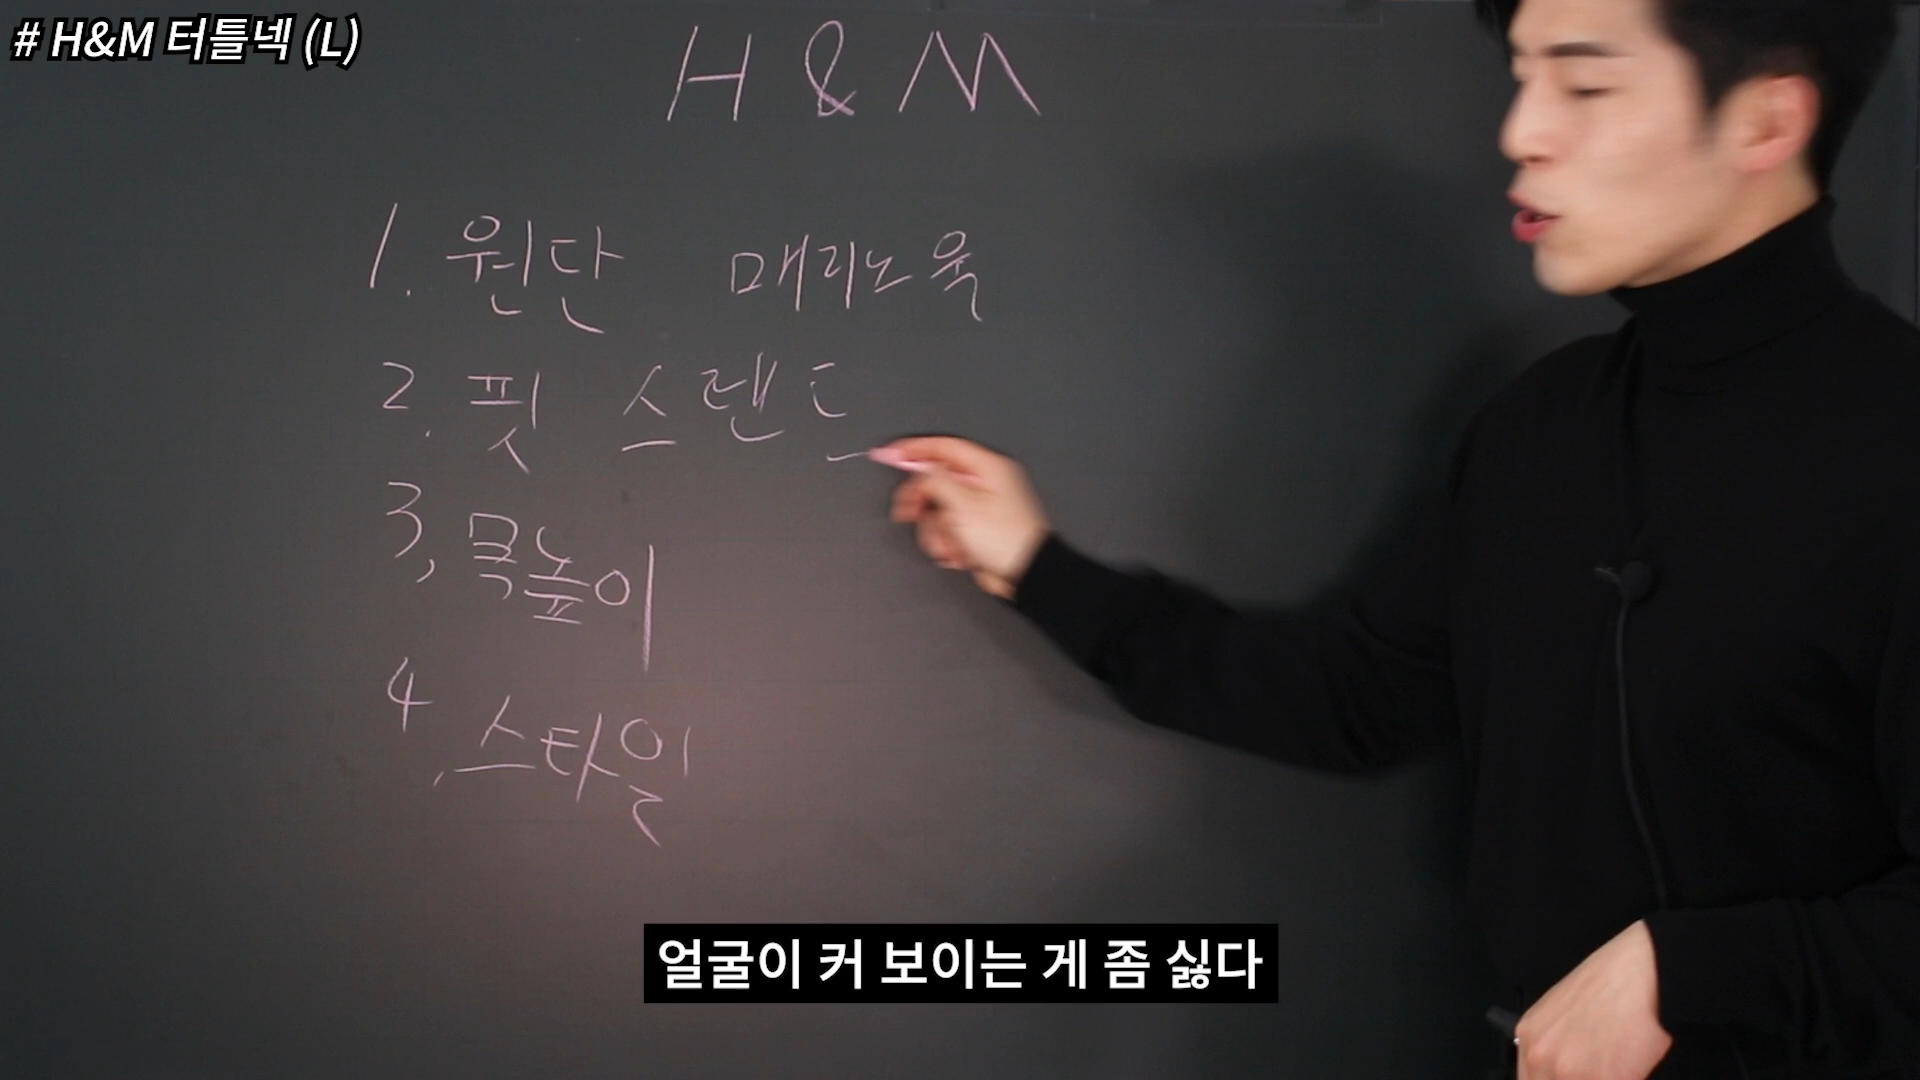 # H&M 터틀넥 (L)
H & M
1. 원단 매리노울
2. 핏 스탠드
3, 목높이
4, 스타일
얼굴이 커 보이는 게 좀 싫다